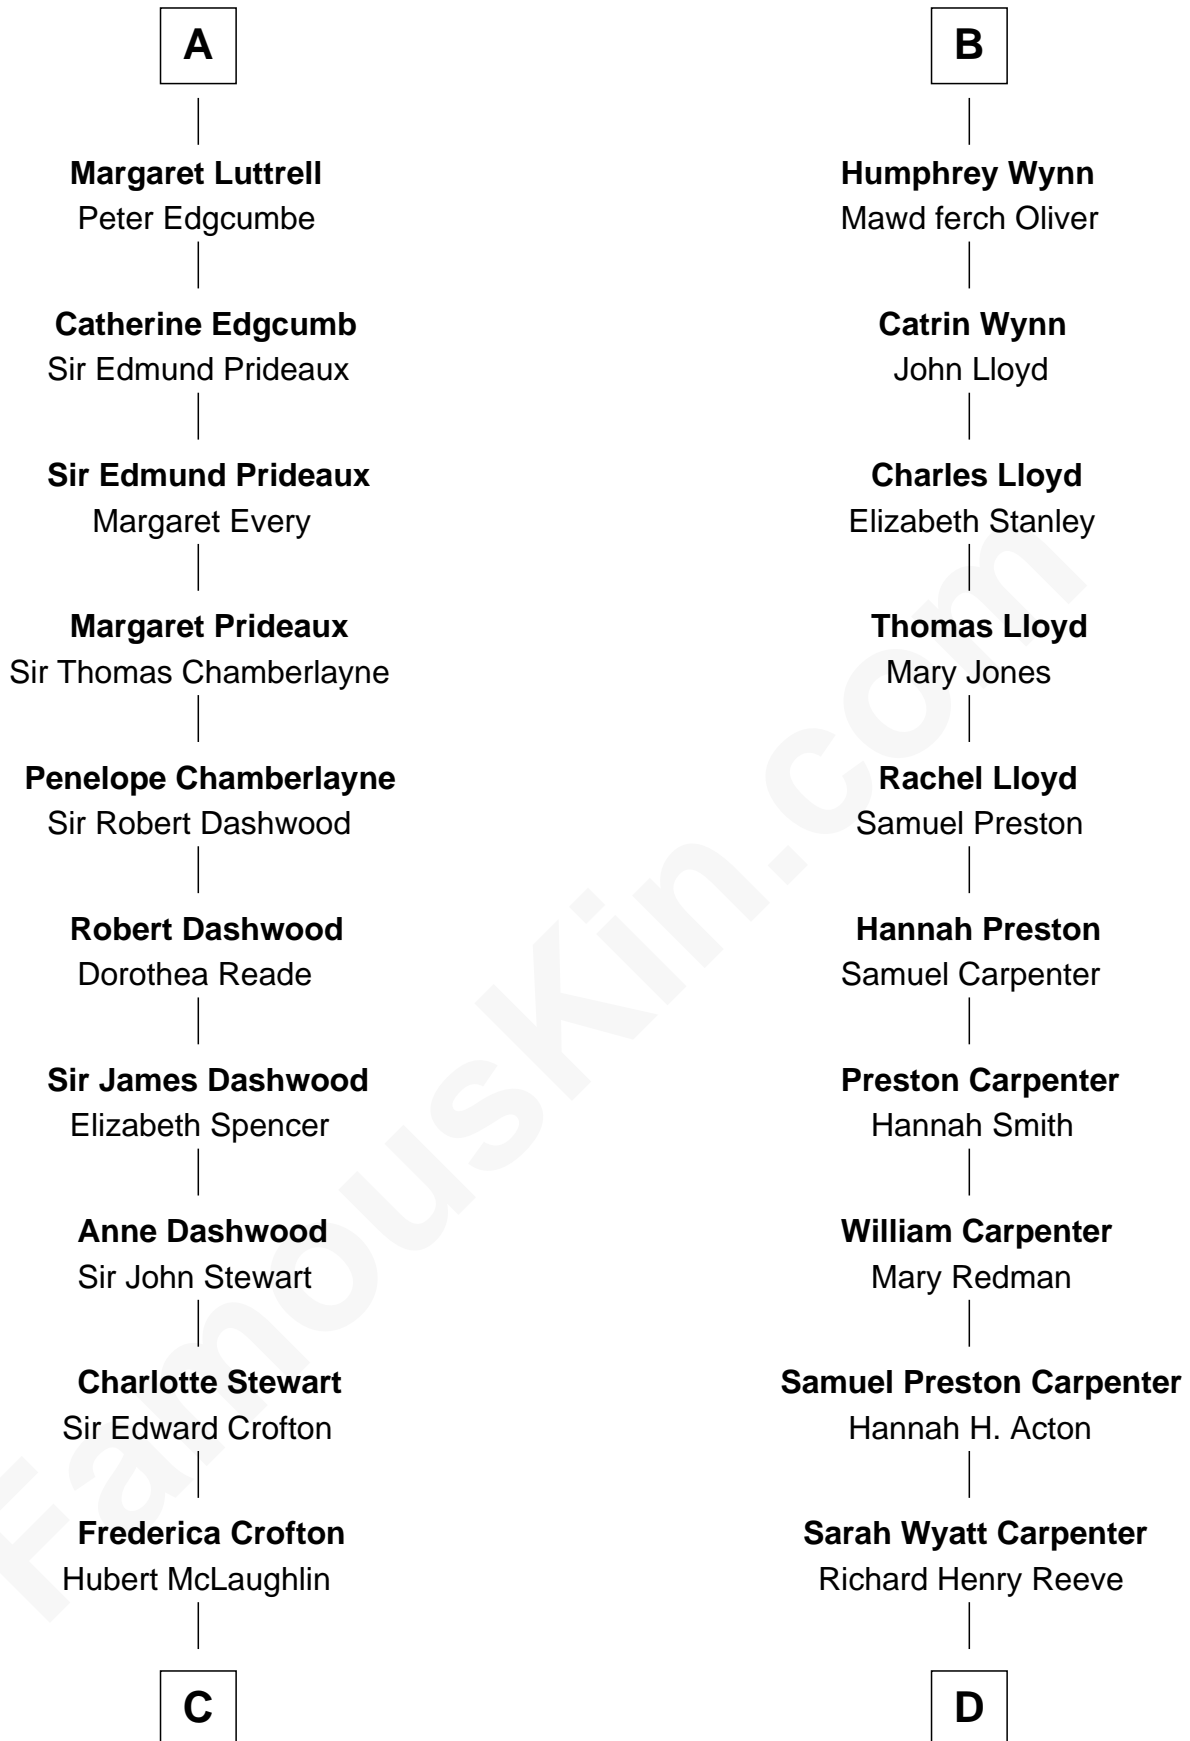 A
Margaret Luttrell
Peter Edgcumbe
Catherine Edgcumb
Sir Edmund Prideaux
Sir Edmund Prideaux
Margaret Every
Margaret Prideaux
Sir Thomas Chamberlayne
Penelope Chamberlayne
Sir Robert Dashwood
Robert Dashwood
Dorothea Reade
Sir James Dashwood
Elizabeth Spencer
Anne Dashwood
Sir John Stewart
Charlotte Stewart
Sir Edward Crofton
Frederica Crofton
Hubert McLaughlin
C
B
Humphrey Wynn
Mawd ferch Oliver
Catrin Wynn
John Lloyd
Charles Lloyd
Elizabeth Stanley
Thomas Lloyd
Mary Jones
Rachel Lloyd
Samuel Preston
Hannah Preston
Samuel Carpenter
Preston Carpenter
Hannah Smith
William Carpenter
Mary Redman
Samuel Preston Carpenter
Hannah H. Acton
Sarah Wyatt Carpenter
Richard Henry Reeve
D
FamousKin.com